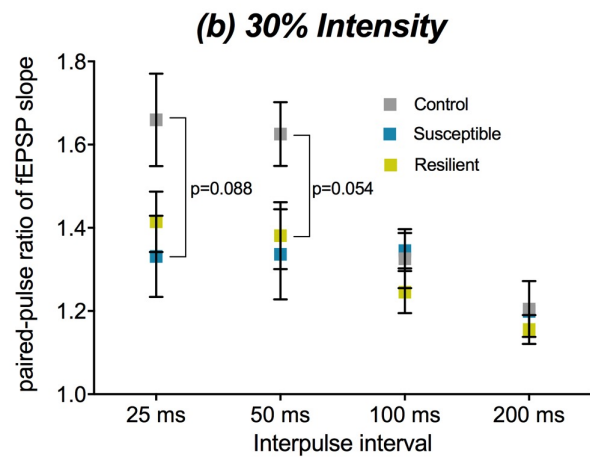 (b) 30% Intensity
paired-pulse ratio of fEPSP slope
1.8
1.6
1.4
1.2
1.0
Control
Susceptible
Resilient
p=0.088
p=0.054
25 ms
50 ms
100 ms
200 ms
Interpulse interval